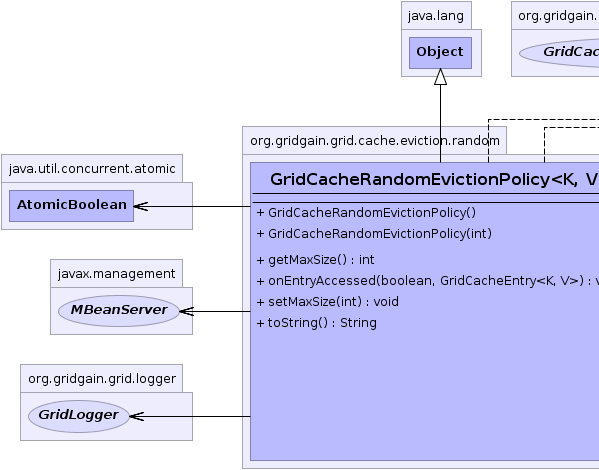 java.lang
Object
org.gridgain.
GridCac
org.gridgain.grid.cache.eviction.random
GridCacheRandomEvictionPolicy<K, V
+ GridCacheRandomEvictionPolicy()
+ GridCacheRandomEvictionPolicy(int)
+ getMaxSize() : int
+ onEntryAccessed(boolean, GridCacheEntry<K, V>) : v
+ setMaxSize(int) : void
+ toString() : String
java.util.concurrent.atomic
AtomicBoolean
javax.management
MBeanServer
org.gridgain.grid.logger
GridLogger